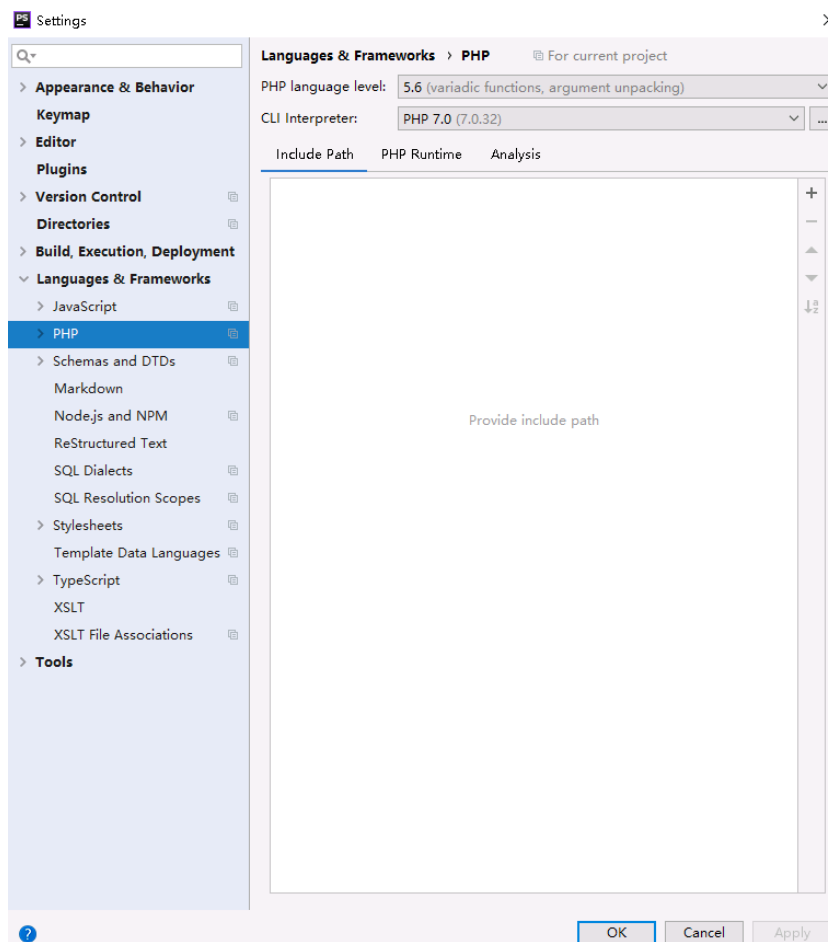 PS Settings
Appearance & Behavior
Keymap
Editor
Plugins
Version Control
Directories
Build, Execution, Deployment
Languages & Frameworks
JavaScript
PHP
Schemas and DTDs
Markdown
Node.js and NPM
ReStructured Text
SQL Dialects
SQL Resolution Scopes
Stylesheets
Template Data Languages
TypeScript
XSLT
XSLT File Associations
Tools
Languages & Frameworks › PHP For current project
PHP language level: 5.6 (variadic functions, argument unpacking)
CLI Interpreter: PHP 7.0 (7.0.32) ...
Include Path PHP Runtime Analysis
Provide include path
? OK Cancel Apply